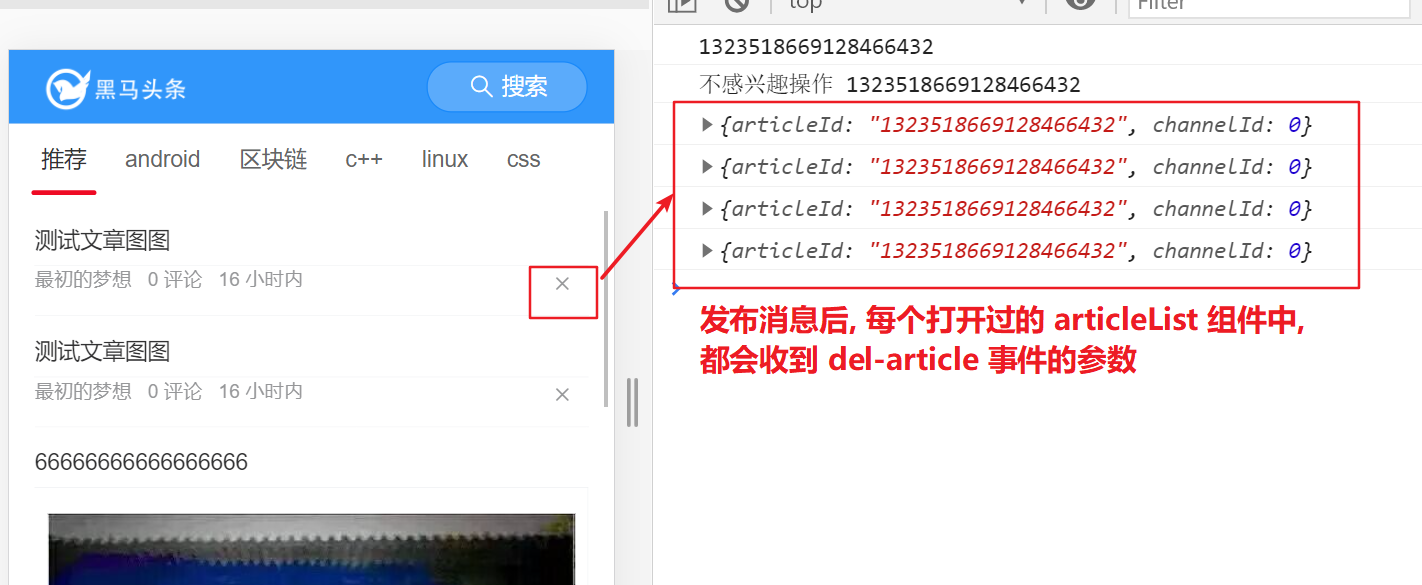 top
Filter
黑马头条
搜索
推荐 android 区块链 c++ linux css
测试文章图图
最初的梦想 0 评论 16 小时内
测试文章图图
最初的梦想 0 评论 16 小时内
66666666666666666
1323518669128466432
不感兴趣操作 1323518669128466432
{articleId: "1323518669128466432", channelId: 0}
{articleId: "1323518669128466432", channelId: 0}
{articleId: "1323518669128466432", channelId: 0}
{articleId: "1323518669128466432", channelId: 0}
发布消息后, 每个打开过的 articleList 组件中,
都会收到 del-article 事件的参数